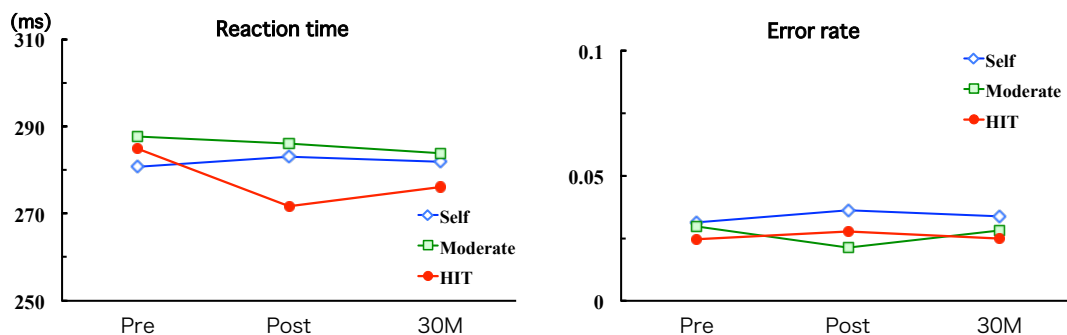 (ms)
Reaction time
310
290
270
250
Self
Moderate
HIT
Pre
Post
30M
Error rate
0.1
0.05
0
Self
Moderate
HIT
Pre
Post
30M